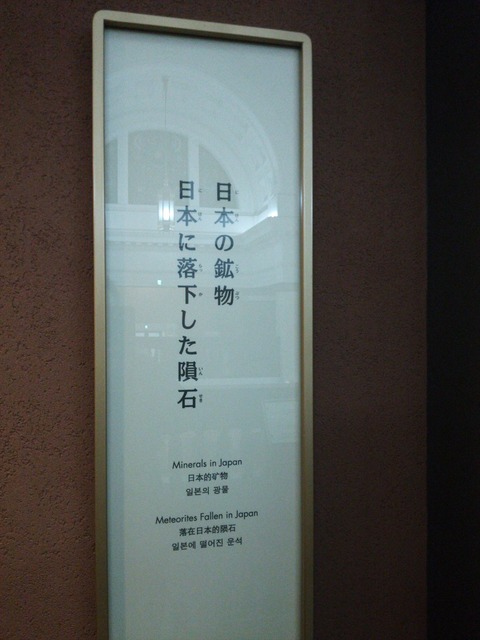 日本の鉱物
日本に落下した隕石
Minerals in Japan
日本的矿物
일본의 광물
Meteorites Fallen in Japan
落在日本的陨石
일본에 떨어진 운석